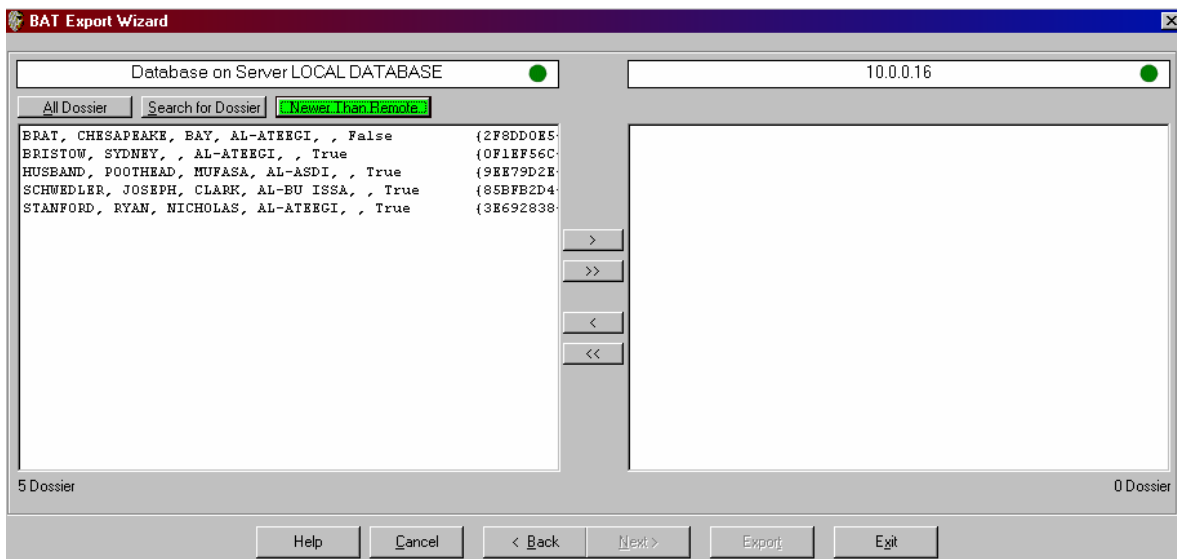 BAT Export Wizard
Database on Server LOCAL DATABASE
10.0.0.16
All Dossier Search for Dossier Newer Than Remote
BRAT, CHESAPEAKE, BAY, AL-ATEEGI, , False {2F8DD0E5-
BRISTOW, SYDNEY, , AL-ATEEGI, , True {0F1EF56C-
HUSBAND, POOTHEAD, MUFASA, AL-ASDI, , True {9EE79D2E-
SCHWEDLER, JOSEPH, CLARK, AL-BU ISSA, , True {85BFB2D4-
STANFORD, RYAN, NICHOLAS, AL-ATEEGI, , True {3E692838-
>
>>
<
<<
5 Dossier
0 Dossier
Help Cancel < Back Next > Export Exit